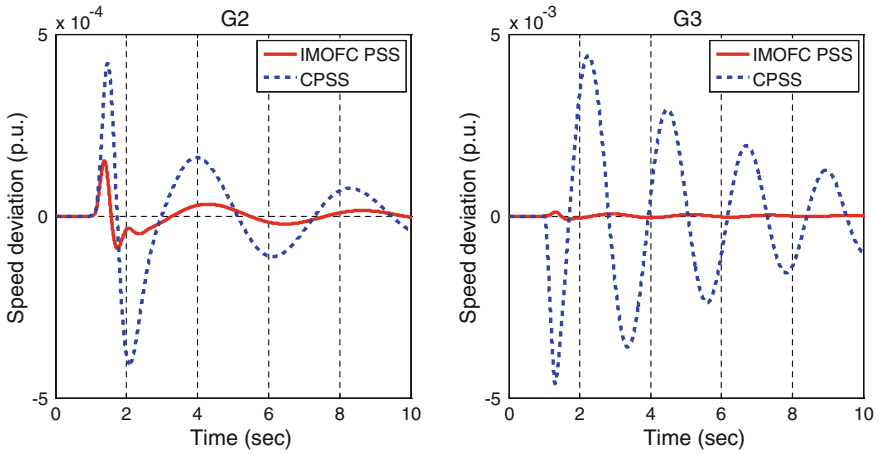 x 10⁻⁴
G2
5
0
-5
0 2 4 6 8 10
Speed deviation (p.u.)
Time (sec)
IMOFC PSS
CPSS
x 10⁻³
G3
5
0
-5
0 2 4 6 8 10
Speed deviation (p.u.)
Time (sec)
IMOFC PSS
CPSS